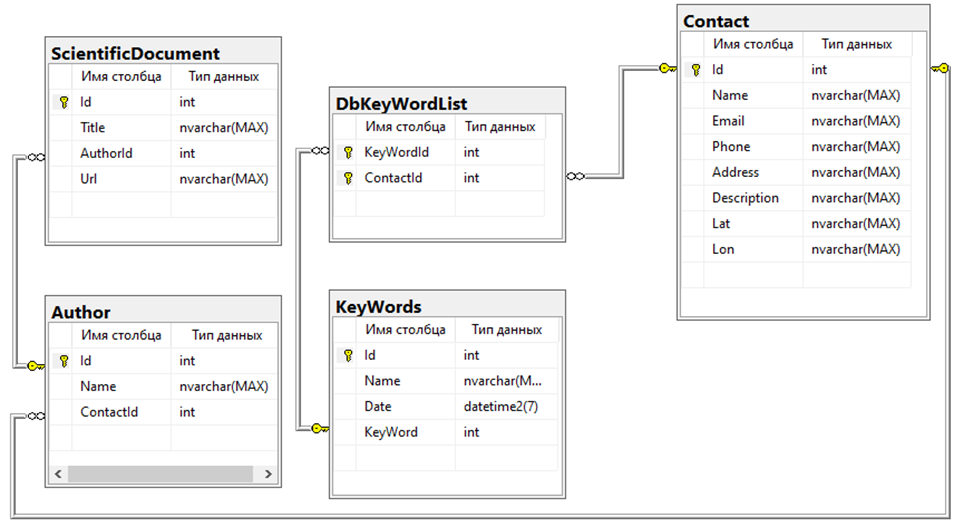 ScientificDocument
Имя столбца Тип данных
Id int
Title nvarchar(MAX)
AuthorId int
Url nvarchar(MAX)
DbKeyWordList
Имя столбца Тип данных
KeyWordId int
ContactId int
Contact
Имя столбца Тип данных
Id int
Name nvarchar(MAX)
Email nvarchar(MAX)
Phone nvarchar(MAX)
Address nvarchar(MAX)
Description nvarchar(MAX)
Lat nvarchar(MAX)
Lon nvarchar(MAX)
Author
Имя столбца Тип данных
Id int
Name nvarchar(MAX)
ContactId int
KeyWords
Имя столбца Тип данных
Id int
Name nvarchar(M...
Date datetime2(7)
KeyWord int